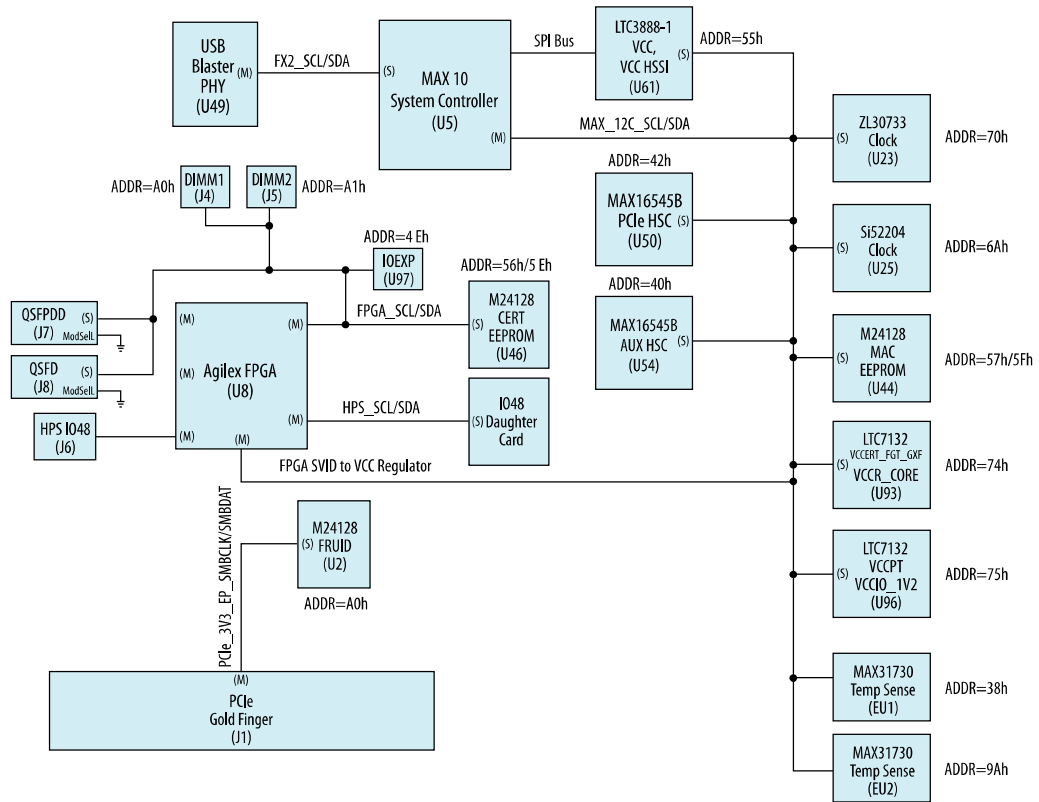 USB
Blaster
PHY
(U49)
(M)
FX2_SCL/SDA
(S)
MAX 10
System Controller
(U5)
(M)
SPI Bus
LTC3888-1
VCC,
VCC HSSI
(U61)
(S)
ADDR=55h
MAX_12C_SCL/SDA
(S)
ZL30733
Clock
(U23)
ADDR=70h
ADDR=A0h
DIMM1
(J4)
DIMM2
(J5)
ADDR=A1h
ADDR=42h
MAX16545B
PCIe HSC
(U50)
(S)
(S)
Si52204
Clock
(U25)
ADDR=6Ah
ADDR=4 Eh
IOEXP
(U97)
ADDR=56h/5 Eh
M24128
CERT
EEPROM
(U46)
(S)
FPGA_SCL/SDA
ADDR=40h
MAX16545B
AUX HSC
(U54)
(S)
(S)
M24128
MAC
EEPROM
(U44)
ADDR=57h/5Fh
QSFPDD
(J7)
(S)
ModSelL
QSFD
(J8)
(S)
ModSelL
HPS IO48
(J6)
(M)
(M)
(M)
(M)
(M)
(M)
Agilex FPGA
(U8)
HPS_SCL/SDA
(S)
IO48
Daughter
Card
FPGA SVID to VCC Regulator
(S)
LTC7132
VCCERT_FGT_GXF
VCCR_CORE
(U93)
ADDR=74h
PCIe_3V3_EP_SMBCLK/SMBDAT
M24128
FRUID
(U2)
(S)
ADDR=A0h
(S)
LTC7132
VCCPT
VCCIO_1V2
(U96)
ADDR=75h
(M)
PCIe
Gold Finger
(J1)
MAX31730
Temp Sense
(EU1)
ADDR=38h
MAX31730
Temp Sense
(EU2)
ADDR=9Ah